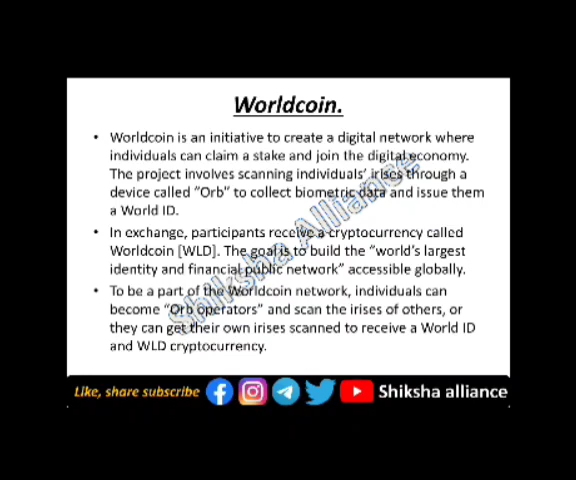 Worldcoin.
• Worldcoin is an initiative to create a digital network where
individuals can claim a stake and join the digital economy.
The project involves scanning individuals' irises through a
device called "Orb" to collect biometric data and issue them
a World ID.
• In exchange, participants receive a cryptocurrency called
Worldcoin [WLD]. The goal is to build the "world's largest
identity and financial public network" accessible globally.
• To be a part of the Worldcoin network, individuals can
become "Orb operators" and scan the irises of others, or
they can get their own irises scanned to receive a World ID
and WLD cryptocurrency.
Shiksha Alliance
Like, share subscribe Shiksha alliance